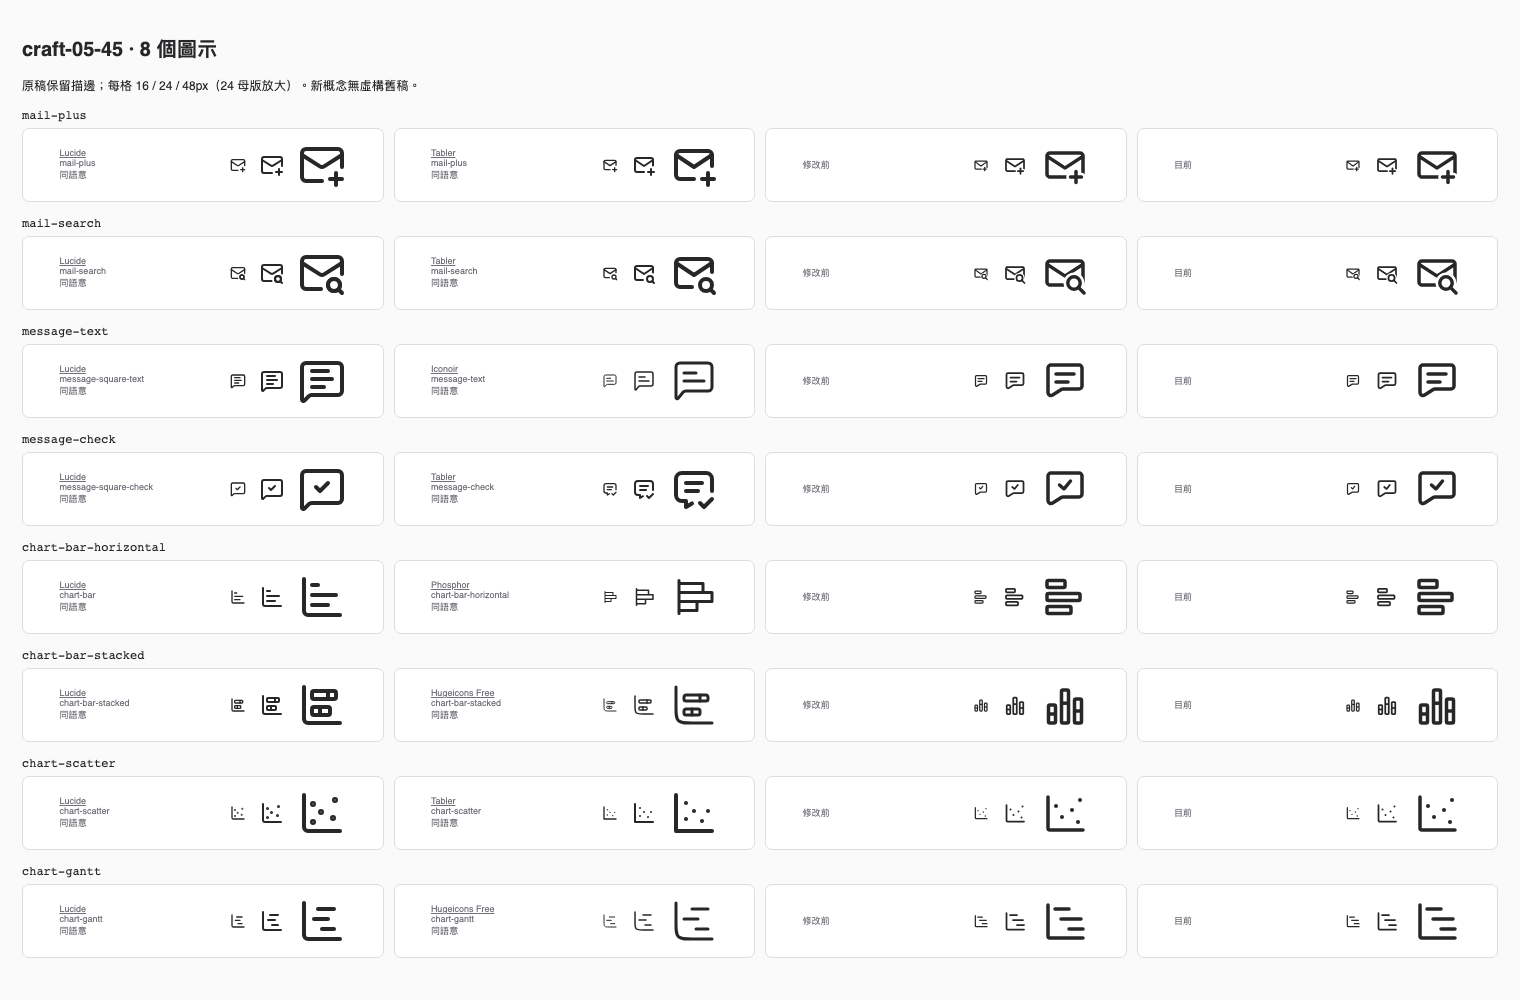 craft-05-45 · 8 個圖示
原稿保留描邊；每格 16 / 24 / 48px（24 母版放大）。新概念無虛構舊稿。
mail-plus
Lucide
mail-plus
同語意
Tabler
mail-plus
同語意
修改前
目前
mail-search
Lucide
mail-search
同語意
Tabler
mail-search
同語意
修改前
目前
message-text
Lucide
message-square-text
同語意
Iconoir
message-text
同語意
修改前
目前
message-check
Lucide
message-square-check
同語意
Tabler
message-check
同語意
修改前
目前
chart-bar-horizontal
Lucide
chart-bar
同語意
Phosphor
chart-bar-horizontal
同語意
修改前
目前
chart-bar-stacked
Lucide
chart-bar-stacked
同語意
Hugeicons Free
chart-bar-stacked
同語意
修改前
目前
chart-scatter
Lucide
chart-scatter
同語意
Tabler
chart-scatter
同語意
修改前
目前
chart-gantt
Lucide
chart-gantt
同語意
Hugeicons Free
chart-gantt
同語意
修改前
目前